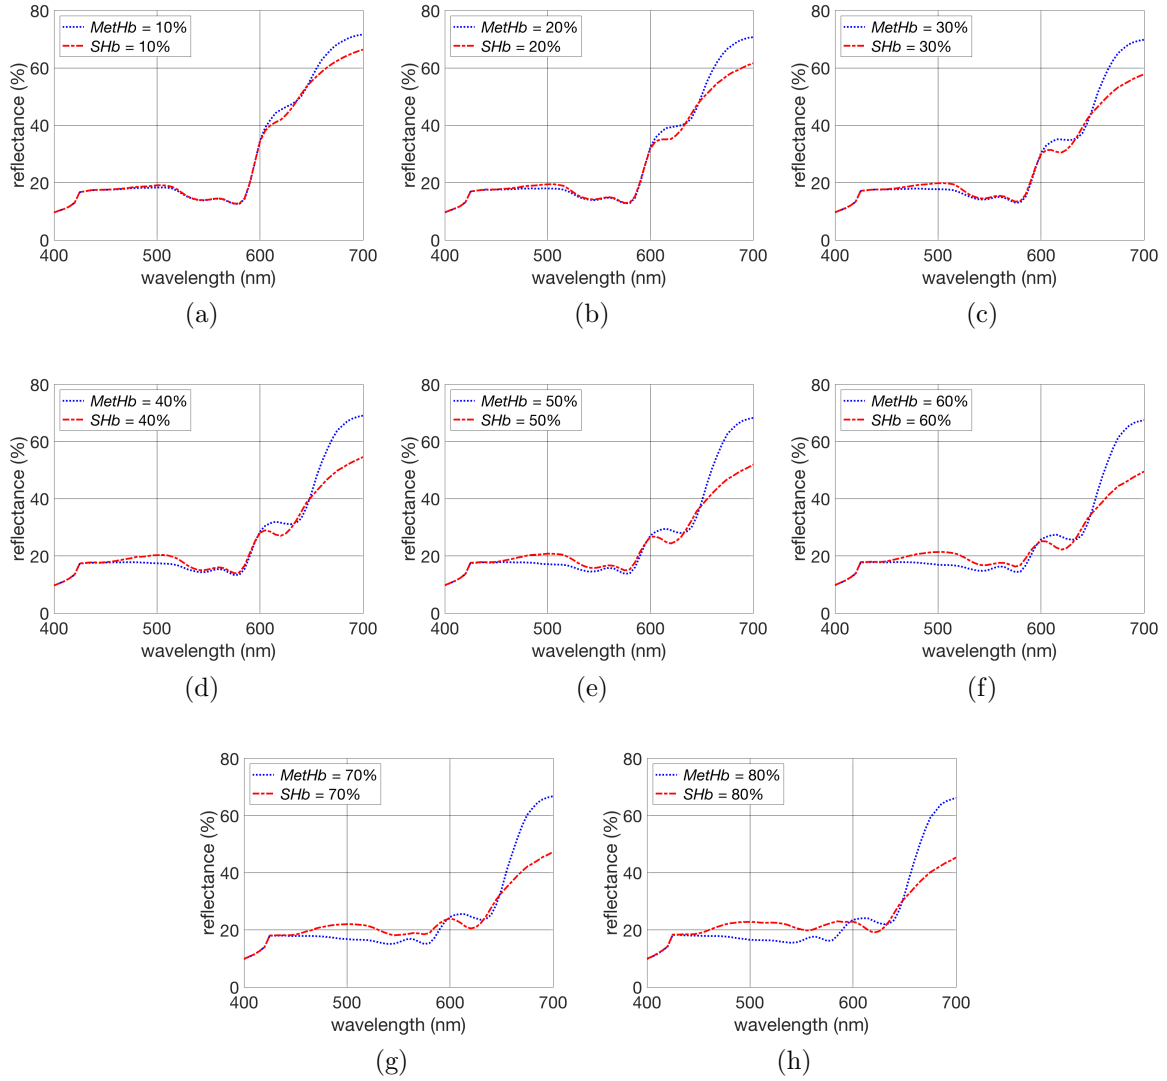 80
60
40
20
0
reflectance (%)
MetHb = 10%
SHb = 10%
400 500 600 700
wavelength (nm)
(a)
80
60
40
20
0
reflectance (%)
MetHb = 20%
SHb = 20%
400 500 600 700
wavelength (nm)
(b)
80
60
40
20
0
reflectance (%)
MetHb = 30%
SHb = 30%
400 500 600 700
wavelength (nm)
(c)
80
60
40
20
0
reflectance (%)
MetHb = 40%
SHb = 40%
400 500 600 700
wavelength (nm)
(d)
80
60
40
20
0
reflectance (%)
MetHb = 50%
SHb = 50%
400 500 600 700
wavelength (nm)
(e)
80
60
40
20
0
reflectance (%)
MetHb = 60%
SHb = 60%
400 500 600 700
wavelength (nm)
(f)
80
60
40
20
0
reflectance (%)
MetHb = 70%
SHb = 70%
400 500 600 700
wavelength (nm)
(g)
80
60
40
20
0
reflectance (%)
MetHb = 80%
SHb = 80%
400 500 600 700
wavelength (nm)
(h)